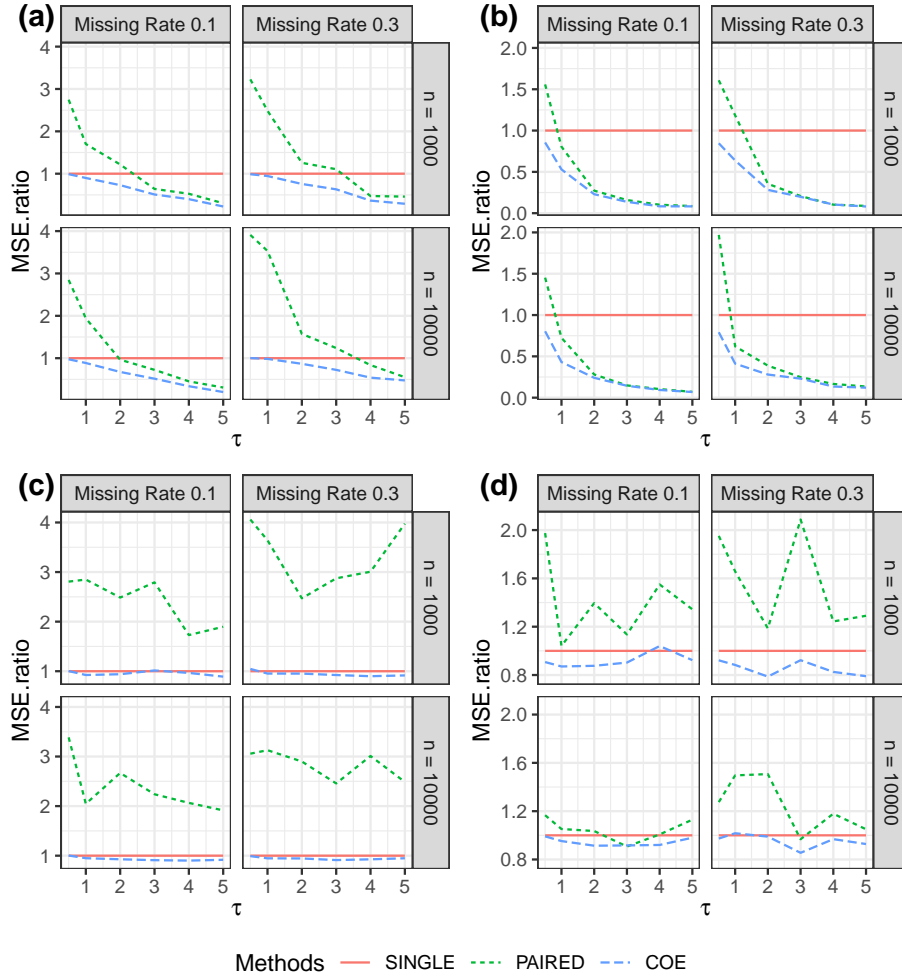 (a)
Missing Rate 0.1
Missing Rate 0.3
4
3
2
1
n = 1000
4
3
2
1
n = 10000
MSE.ratio
1 2 3 4 5
1 2 3 4 5
τ
(b)
Missing Rate 0.1
Missing Rate 0.3
2.0
1.5
1.0
0.5
0.0
n = 1000
2.0
1.5
1.0
0.5
0.0
n = 10000
MSE.ratio
1 2 3 4 5
1 2 3 4 5
τ
(c)
Missing Rate 0.1
Missing Rate 0.3
4
3
2
1
n = 1000
4
3
2
1
n = 10000
MSE.ratio
1 2 3 4 5
1 2 3 4 5
τ
(d)
Missing Rate 0.1
Missing Rate 0.3
2.0
1.6
1.2
0.8
n = 1000
2.0
1.6
1.2
0.8
n = 10000
MSE.ratio
1 2 3 4 5
1 2 3 4 5
τ
Methods SINGLE PAIRED COE